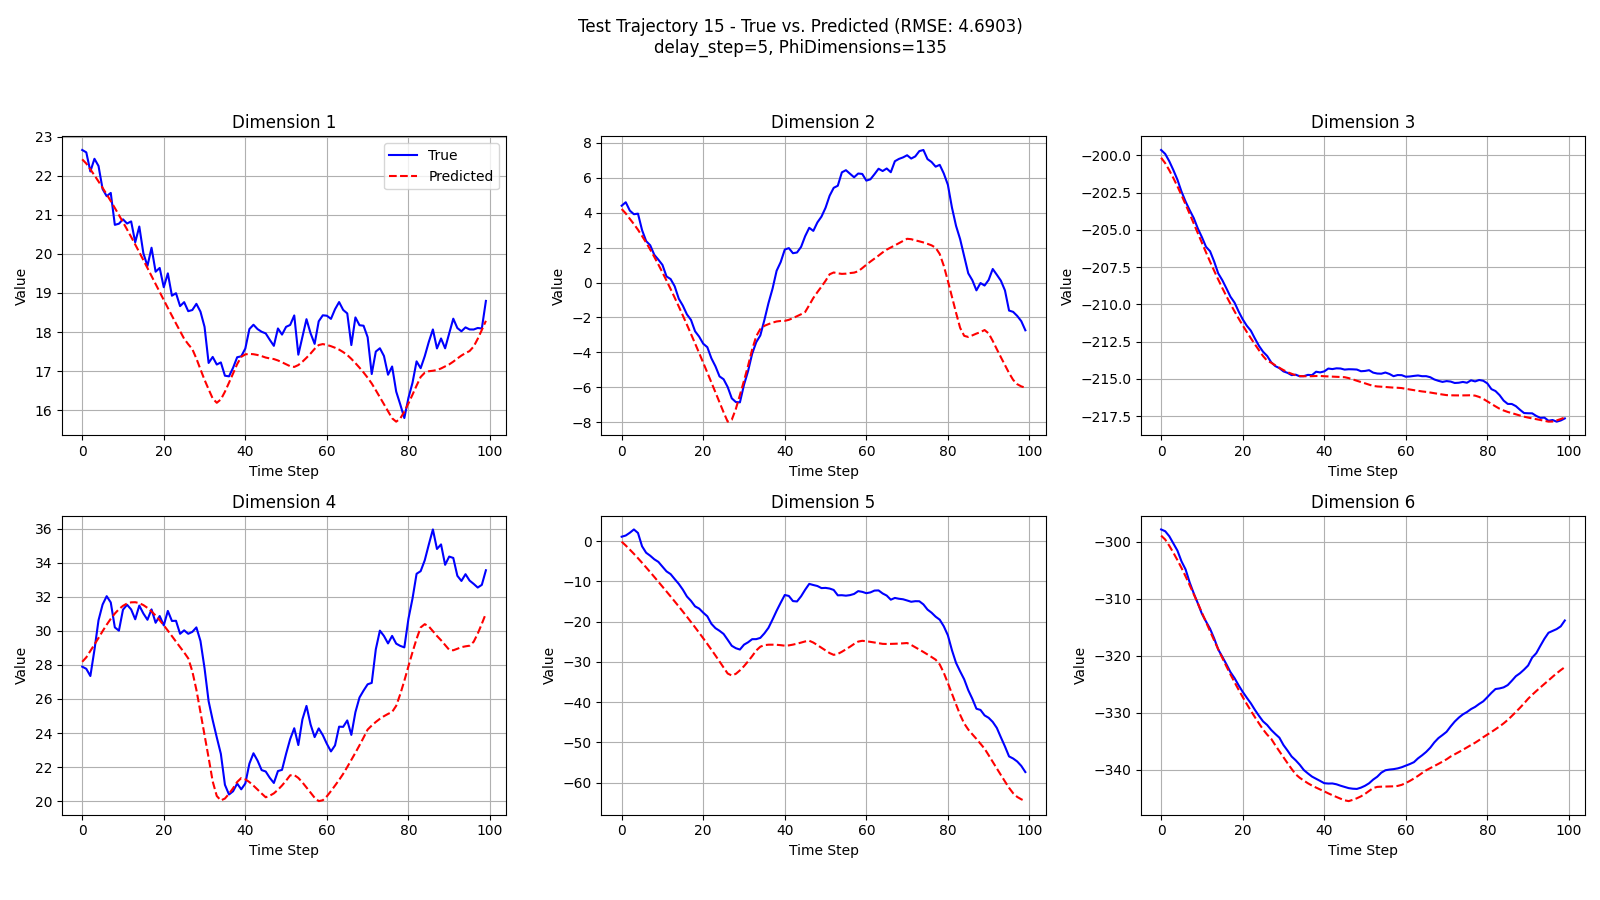 Test Trajectory 15 - True vs. Predicted (RMSE: 4.6903)
delay_step=5, PhiDimensions=135
Dimension 1
23
22
21
20
19
18
17
16
Value
0 20 40 60 80 100
Time Step
True
Predicted
Dimension 2
8
6
4
2
0
−2
−4
−6
−8
Value
0 20 40 60 80 100
Time Step
Dimension 3
−200.0
−202.5
−205.0
−207.5
−210.0
−212.5
−215.0
−217.5
Value
0 20 40 60 80 100
Time Step
Dimension 4
36
34
32
30
28
26
24
22
20
Value
0 20 40 60 80 100
Time Step
Dimension 5
0
−10
−20
−30
−40
−50
−60
Value
0 20 40 60 80 100
Time Step
Dimension 6
−300
−310
−320
−330
−340
Value
0 20 40 60 80 100
Time Step